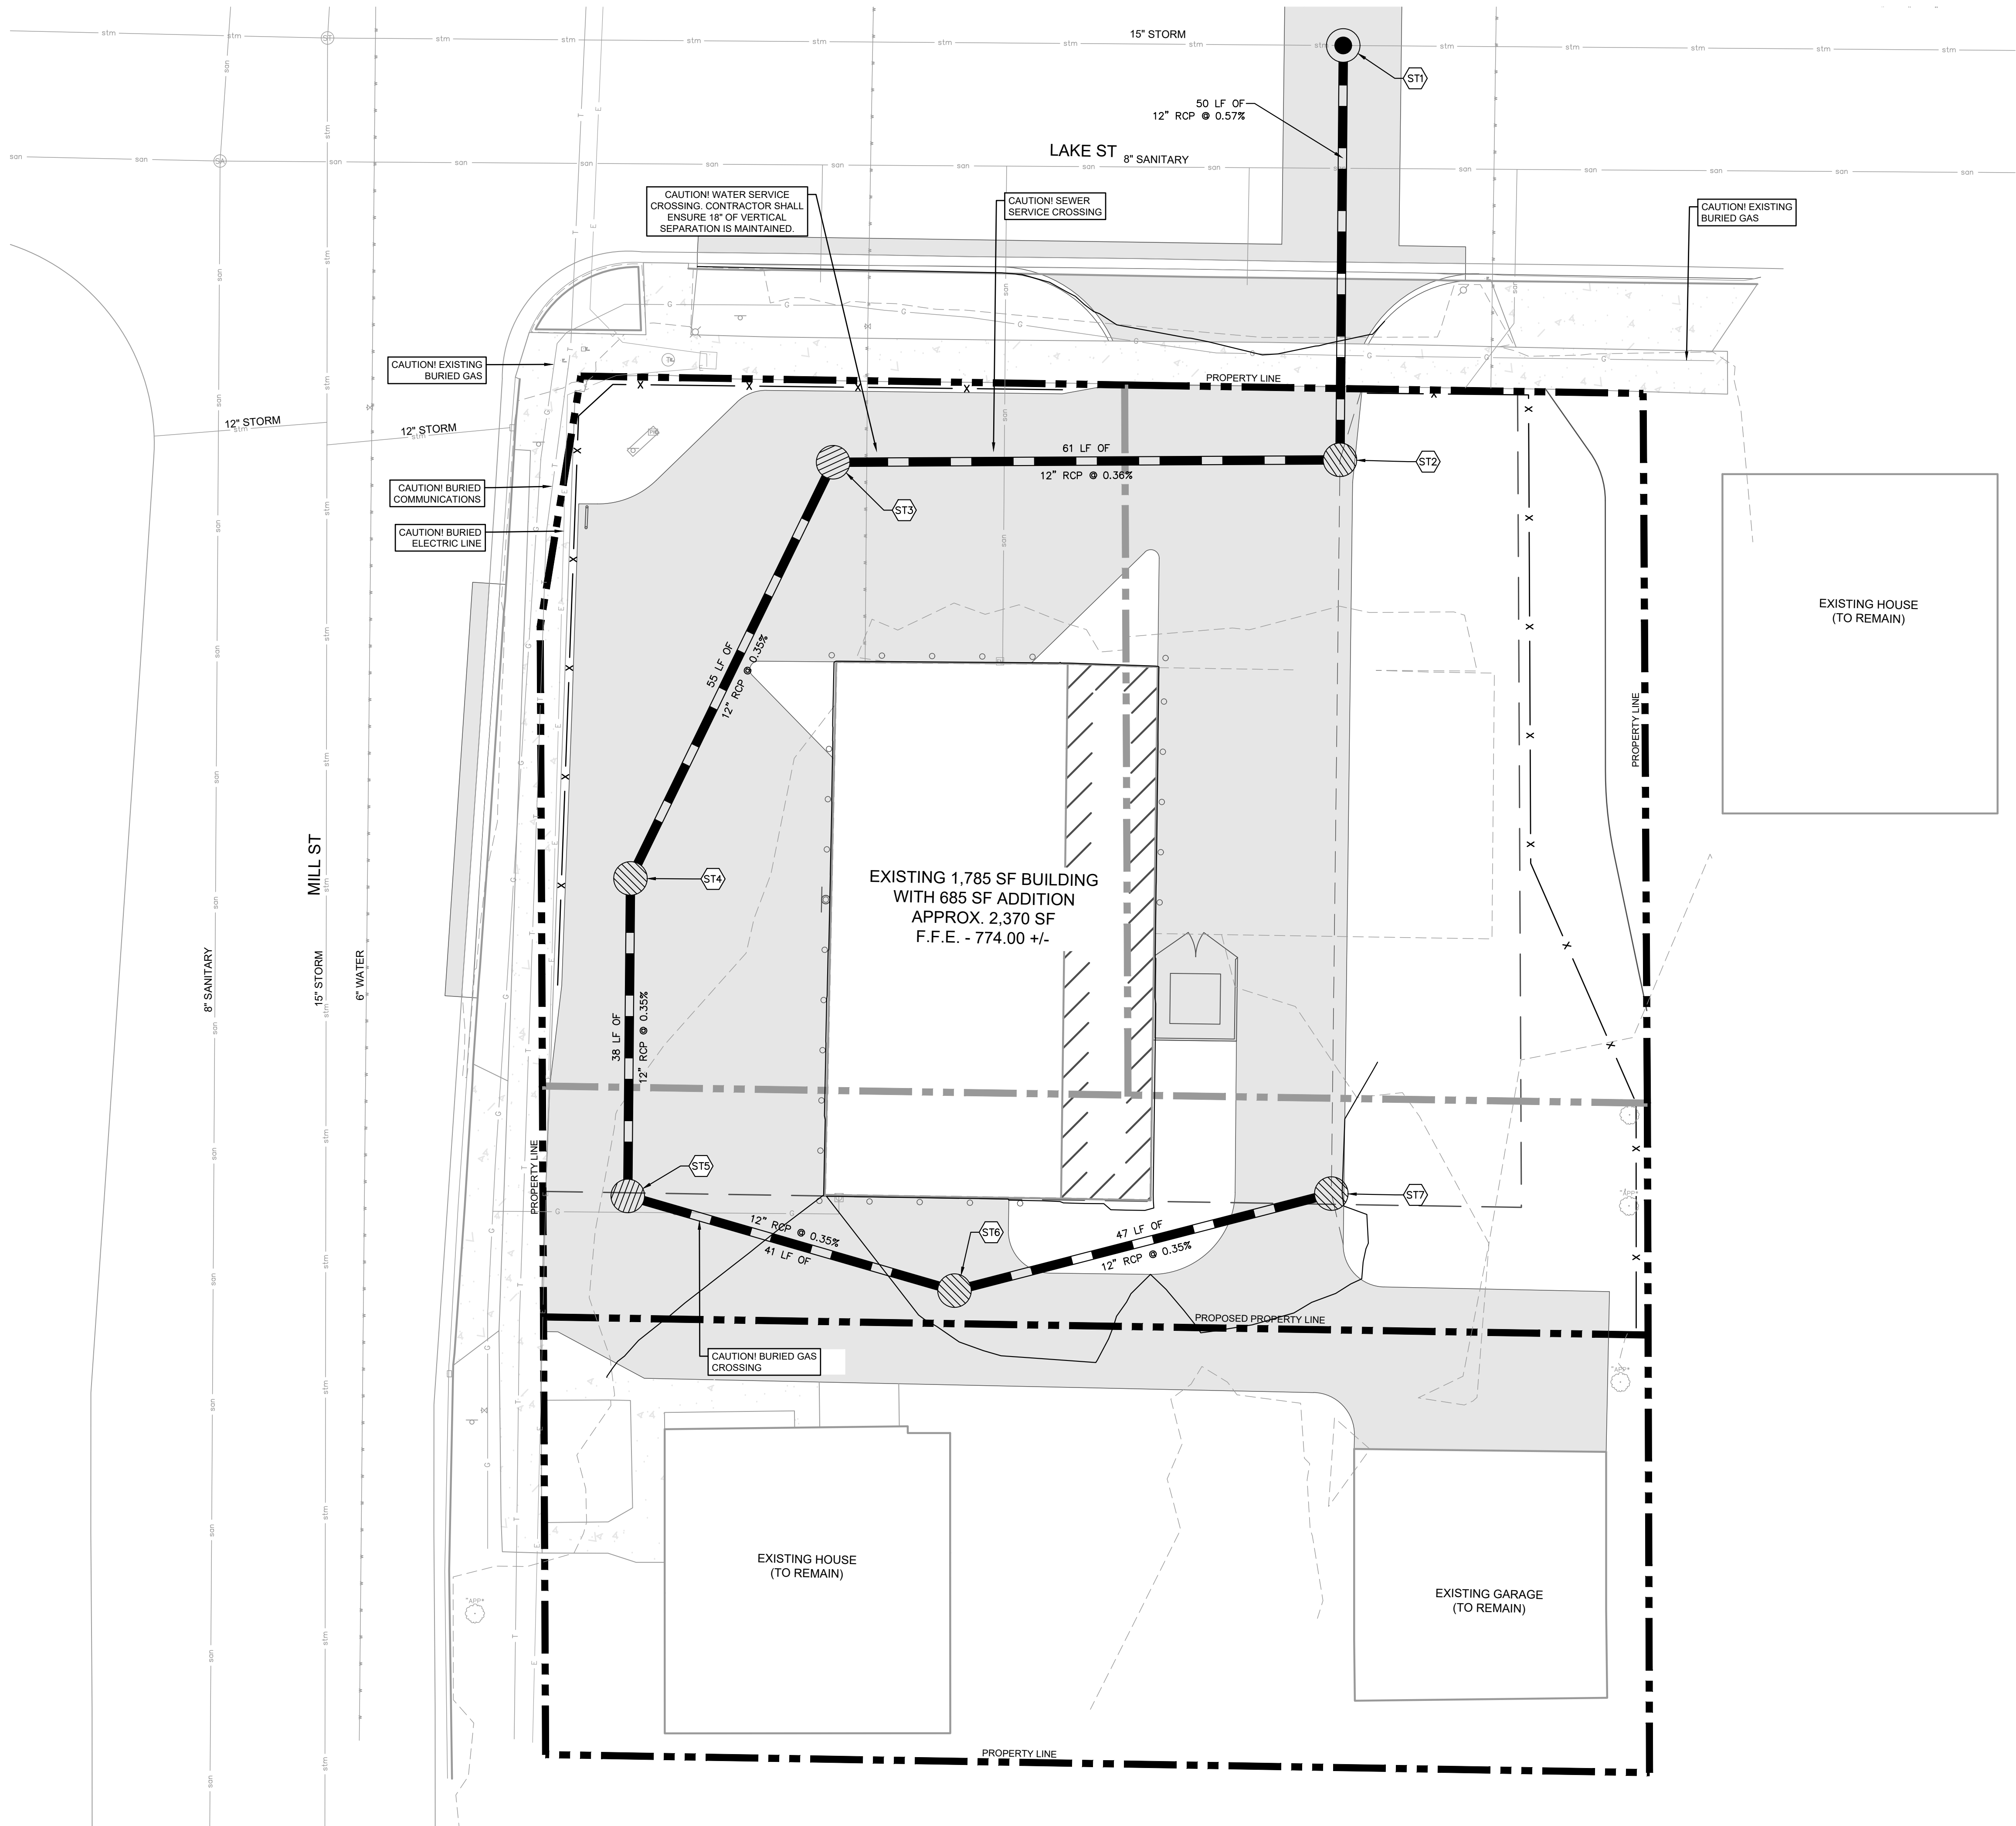 15" STORM
ST1
50 LF OF
12" RCP @ 0.57%
LAKE ST
8" SANITARY
CAUTION! WATER SERVICE
CROSSING. CONTRACTOR SHALL
ENSURE 18" OF VERTICAL
SEPARATION IS MAINTAINED.
CAUTION! SEWER
SERVICE CROSSING
CAUTION! EXISTING
BURIED GAS
CAUTION! EXISTING
BURIED GAS
PROPERTY LINE
12" STORM
12" STORM
61 LF OF
12" RCP @ 0.36%
ST2
ST3
CAUTION! BURIED
COMMUNICATIONS
CAUTION! BURIED
ELECTRIC LINE
EXISTING HOUSE
(TO REMAIN)
55 LF OF
12" RCP @ 0.35%
PROPERTY LINE
MILL ST
ST4
EXISTING 1,785 SF BUILDING
WITH 685 SF ADDITION
APPROX. 2,370 SF
F.F.E. - 774.00 +/-
8" SANITARY
15" STORM
6" WATER
38 LF OF
12" RCP @ 0.35%
PROPERTY LINE
ST5
ST7
12" RCP @ 0.35%
41 LF OF
ST6
47 LF OF
12" RCP @ 0.35%
PROPOSED PROPERTY LINE
CAUTION! BURIED GAS
CROSSING
EXISTING HOUSE
(TO REMAIN)
EXISTING GARAGE
(TO REMAIN)
PROPERTY LINE